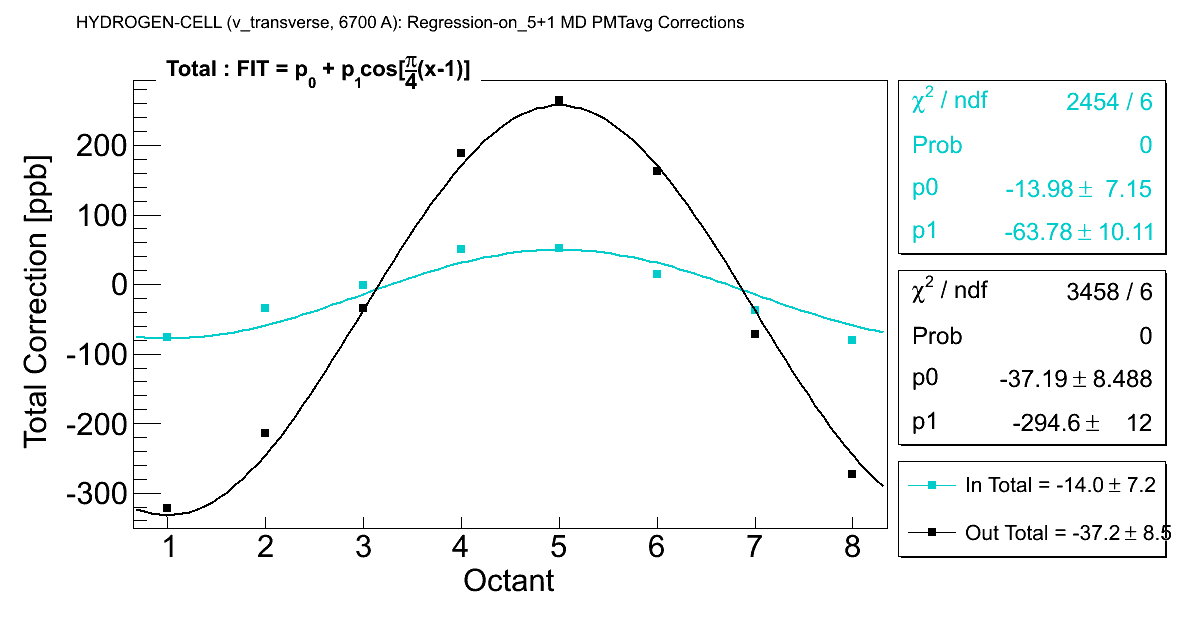 HYDROGEN-CELL (v_transverse, 6700 A): Regression-on_5+1 MD PMTavg Corrections
Total : FIT = p0 + p1cos[π/4(x-1)]
Total Correction [ppb]
200
100
0
-100
-200
-300
1 2 3 4 5 6 7 8
Octant
χ² / ndf 2454 / 6
Prob 0
p0 -13.98 ± 7.15
p1 -63.78 ± 10.11
χ² / ndf 3458 / 6
Prob 0
p0 -37.19 ± 8.488
p1 -294.6 ± 12
In Total = -14.0 ± 7.2
Out Total = -37.2 ± 8.5